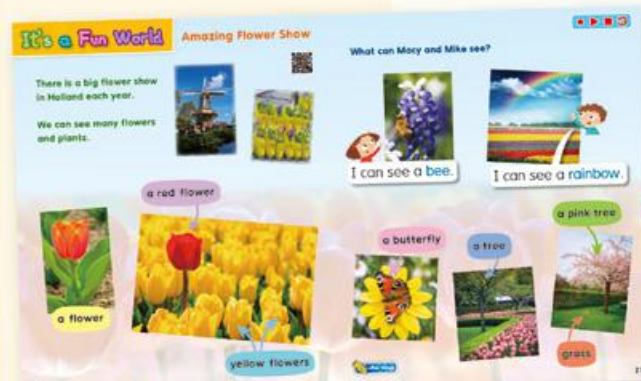 It's a Fun World
Amazing Flower Show
There is a big flower show
in Holland each year.
We can see many flowers
and plants.
a red flower
a flower
yellow flowers
What can Macy and Mike see?
I can see a bee.
I can see a rainbow.
a butterfly
a tree
a pink tree
grass